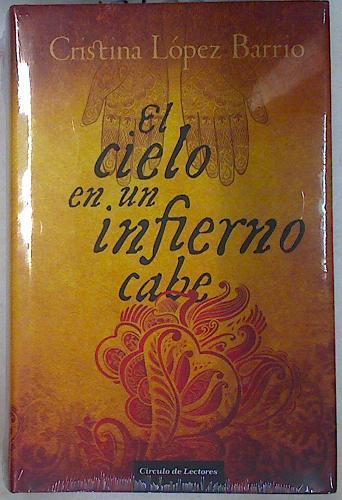 Cristina López Barrio
El
cielo
en un
infierno
cabe
Círculo de Lectores